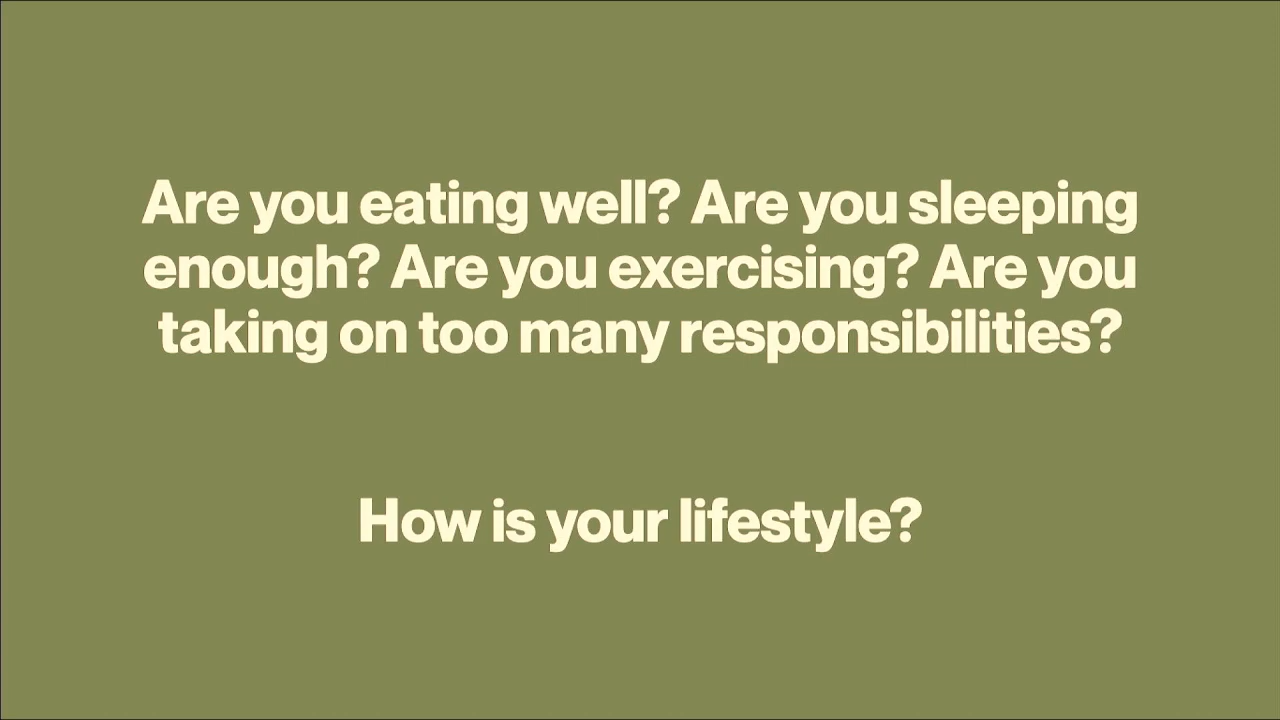 Are you eating well? Are you sleeping
enough? Are you exercising? Are you
taking on too many responsibilities?
How is your lifestyle?